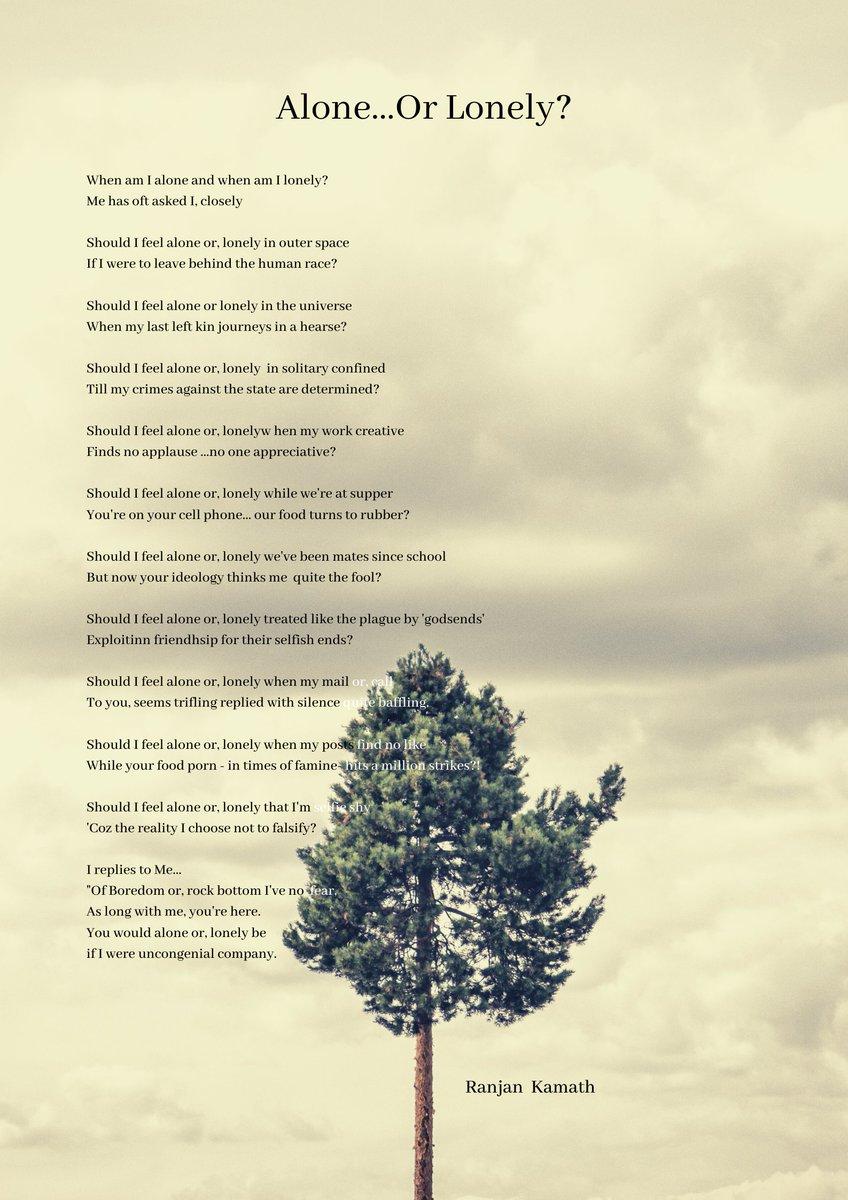 Alone...Or Lonely?
When am I alone and when am I lonely?
Me has oft asked I, closely
Should I feel alone or, lonely in outer space
If I were to leave behind the human race?
Should I feel alone or lonely in the universe
When my last left kin journeys in a hearse?
Should I feel alone or, lonely  in solitary confined
Till my crimes against the state are determined?
Should I feel alone or, lonelyw hen my work creative
Finds no applause ...no one appreciative?
Should I feel alone or, lonely while we're at supper
You're on your cell phone... our food turns to rubber?
Should I feel alone or, lonely we've been mates since school
But now your ideology thinks me  quite the fool?
Should I feel alone or, lonely treated like the plague by 'godsends'
Exploitinn friendhsip for their selfish ends?
Should I feel alone or, lonely when my mail or, call
To you, seems trifling replied with silence quite baffling.
Should I feel alone or, lonely when my posts find no like
While your food porn - in times of famine- hits a million strikes?!
Should I feel alone or, lonely that I'm selfie shy
'Coz the reality I choose not to falsify?
I replies to Me...
"Of Boredom or, rock bottom I've no fear.
As long with me, you're here.
You would alone or, lonely be
if I were uncongenial company.
Ranjan  Kamath